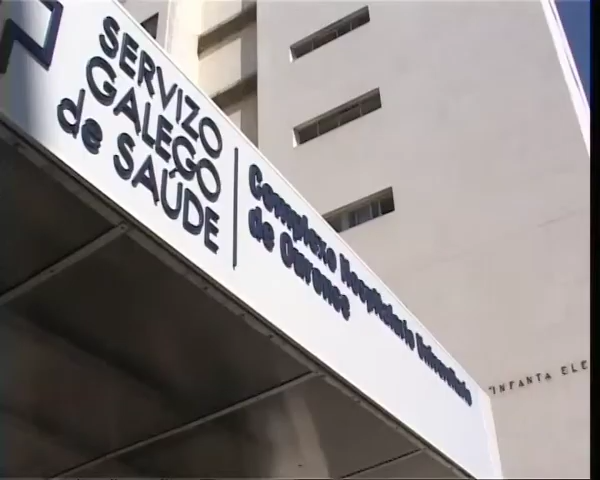 SERVIZO
GALEGO
de SAÚDE
Complexo Hospitalario Universitario
de Ourense
INFANTA ELE